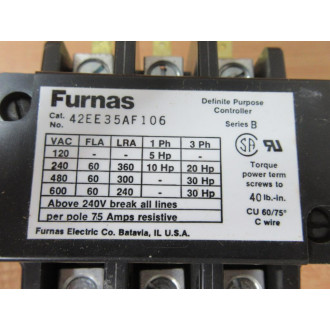 Furnas
Definite Purpose
Controller
Cat. No. 42EE35AF106
Series B
VAC FLA LRA 1 Ph 3 Ph
120 - - 5 Hp -
240 60 360 10 Hp 20 Hp
480 60 300 - 30 Hp
600 60 240 - 30 Hp
Above 240V break all lines
per pole 75 Amps resistive
SA
Torque
power term
screws to
40 lb.-in.
CU 60/75°
C wire
Furnas Electric Co. Batavia, IL U.S.A.